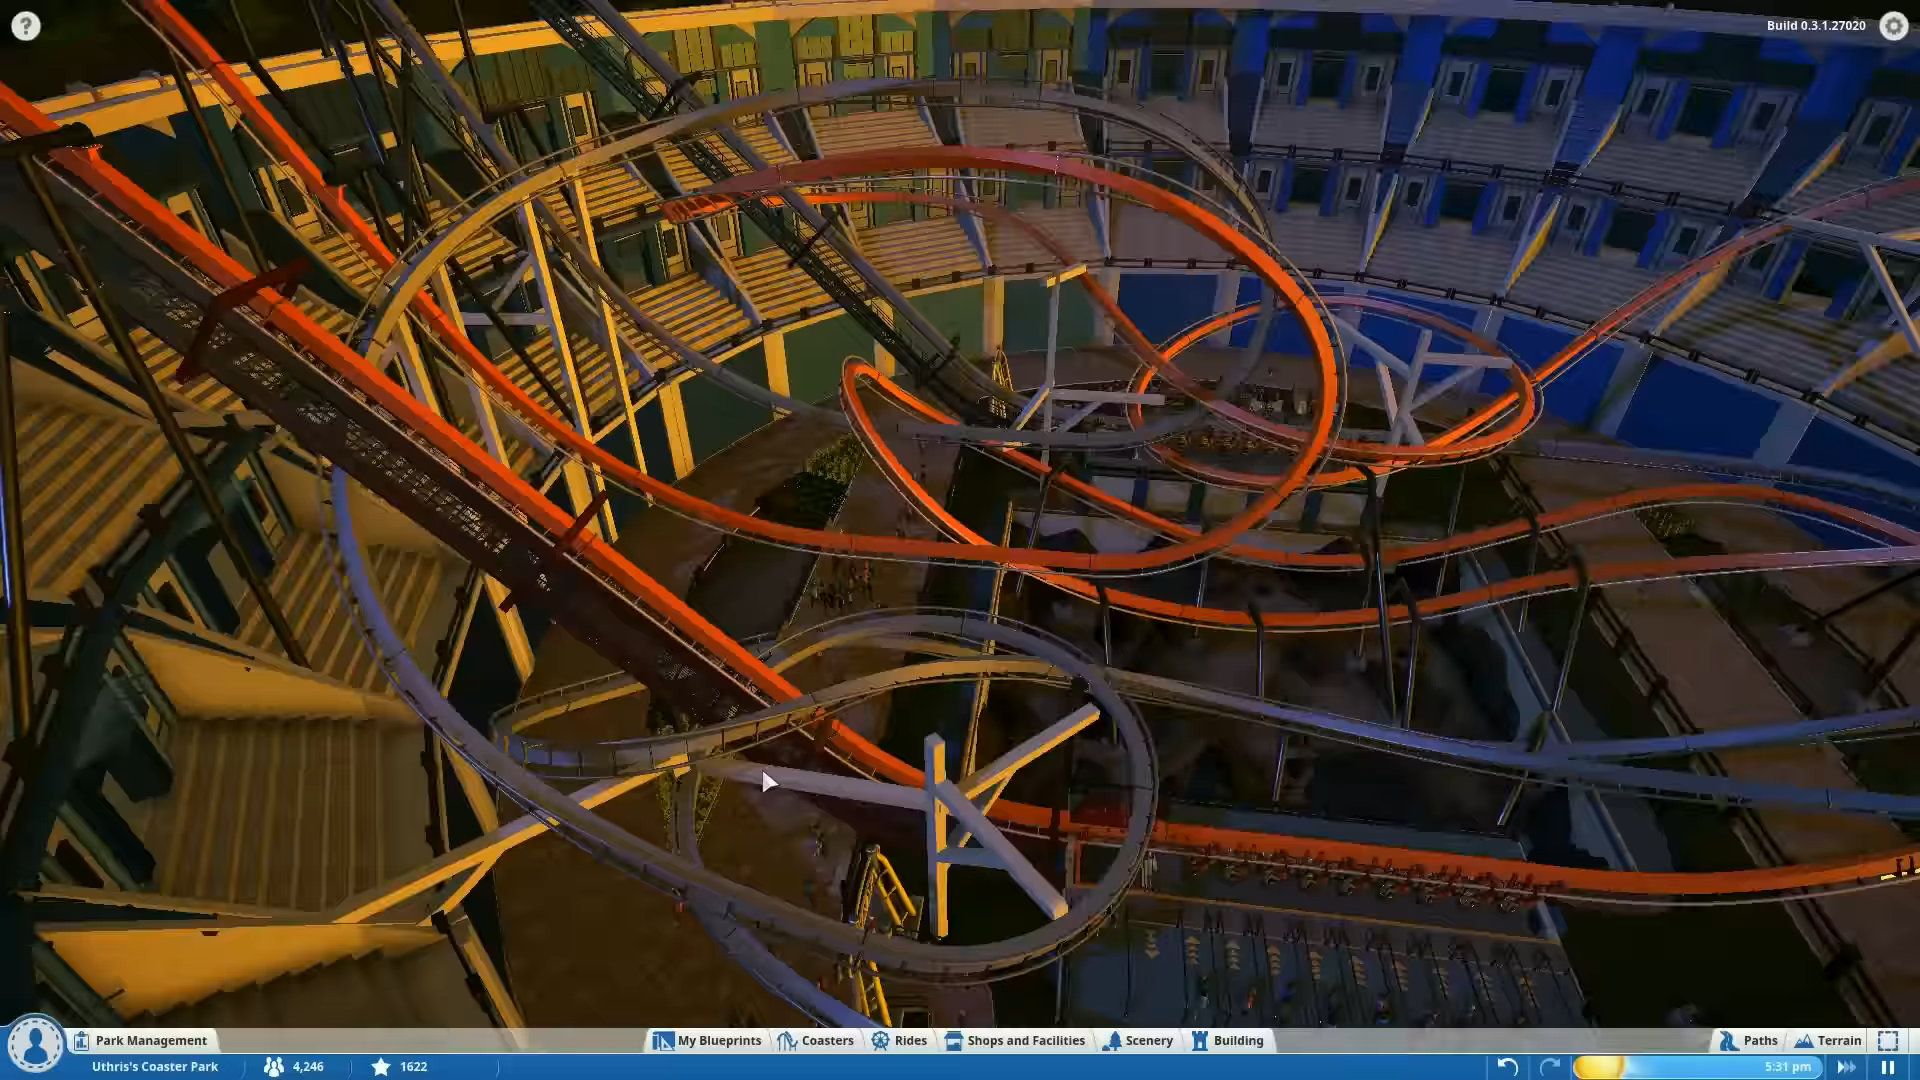 ?
Build 0.3.1.27020
Park Management
My Blueprints
Coasters
Rides
Shops and Facilities
Scenery
Building
Paths
Terrain
Uthris's Coaster Park
4,246
1622
5:31 pm